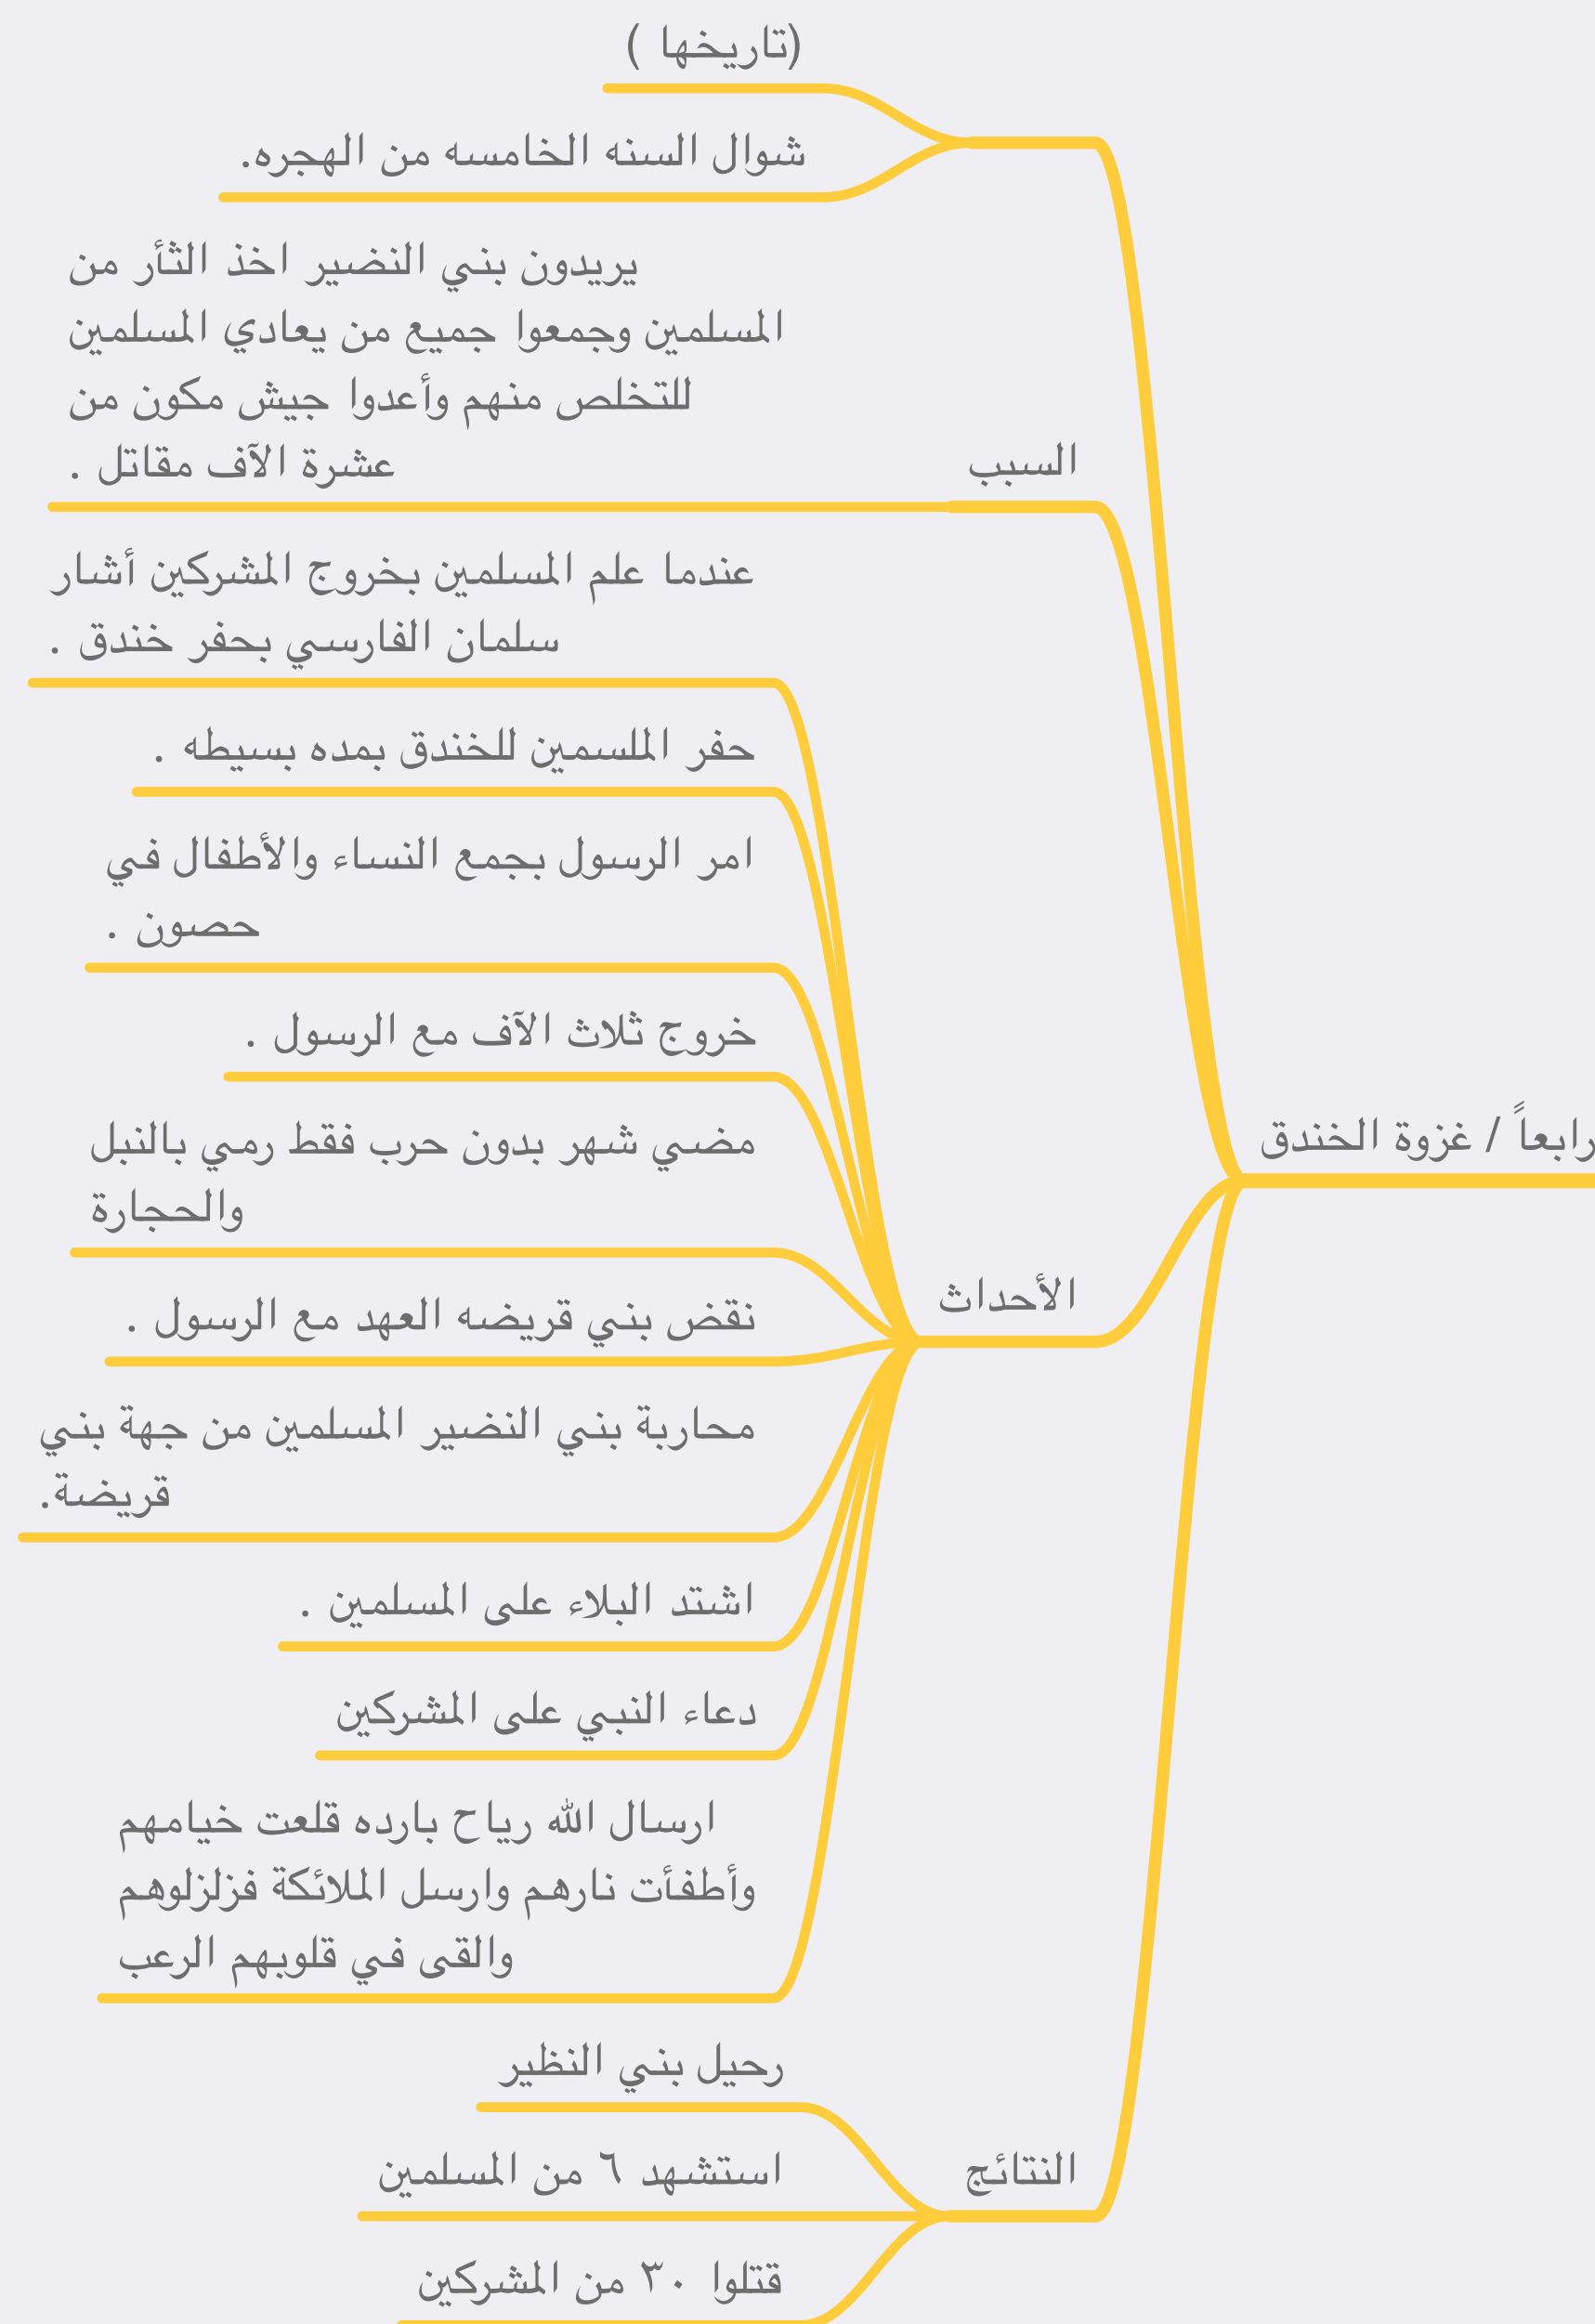 رابعاً / غزوة الخندق
(تاريخها )
شوال السنه الخامسه من الهجره.
السبب
يريدون بني النضير اخذ الثأر من
المسلمين وجمعوا جميع من يعادي المسلمين
للتخلص منهم وأعدوا جيش مكون من
عشرة الآف مقاتل .
الأحداث
عندما علم المسلمين بخروج المشركين أشار
سلمان الفارسي بحفر خندق .
حفر الملسمين للخندق بمده بسيطه .
امر الرسول بجمع النساء والأطفال في
حصون .
خروج ثلاث الآف مع الرسول .
مضي شهر بدون حرب فقط رمي بالنبل
والحجارة
نقض بني قريضه العهد مع الرسول .
محاربة بني النضير المسلمين من جهة بني
قريضة.
اشتد البلاء على المسلمين .
دعاء النبي على المشركين
ارسال الله رياح بارده قلعت خيامهم
وأطفأت نارهم وارسل الملائكة فزلزلوهم
والقى في قلوبهم الرعب
النتائج
رحيل بني النظير
استشهد ٦ من المسلمين
قتلوا ٣٠ من المشركين